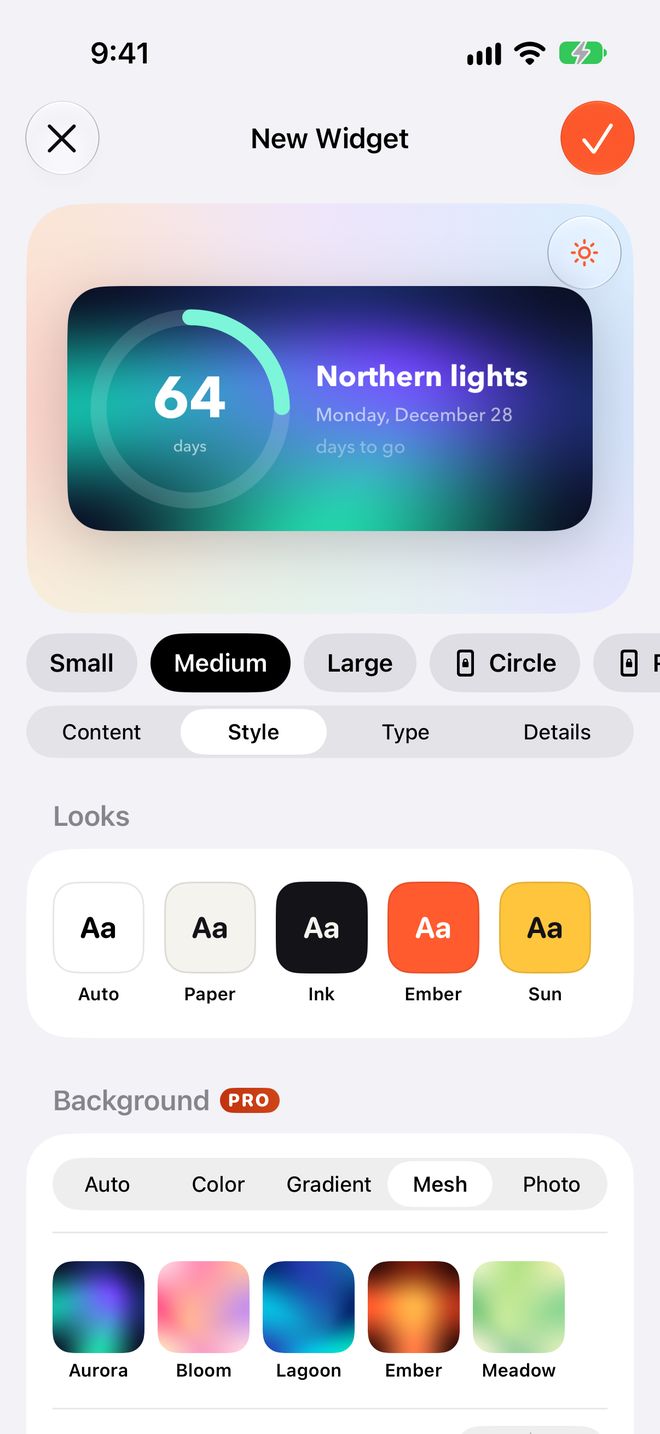 9:41
New Widget
64
days
Northern lights
Monday, December 28
days to go
Small Medium Large Circle
Content Style Type Details
Looks
Aa Aa Aa Aa Aa
Auto Paper Ink Ember Sun
Background PRO
Auto Color Gradient Mesh Photo
Aurora Bloom Lagoon Ember Meadow